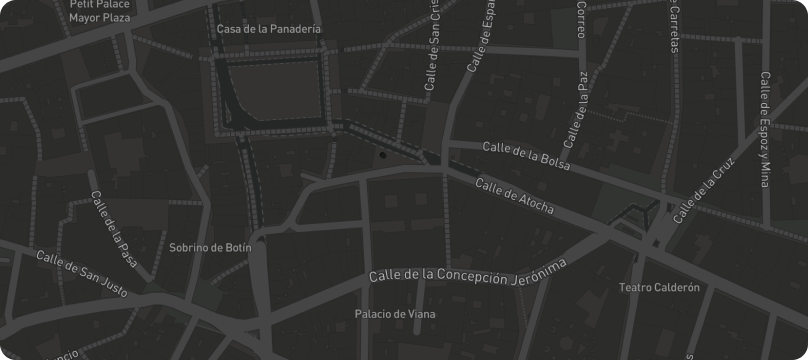 Petit Palace
Mayor Plaza
Casa de la Panadería
Calle de San Cris
Calle de Espar
Correo
e Carretas
Calle de la Paz
Calle de Espoz y Mina
Calle de la Bolsa
Calle de la Cruz
Calle de Atocha
Calle de la Pasa
Sobrino de Botín
Calle de San Justo
Calle de la Concepción Jerónima
Teatro Calderón
Palacio de Viana